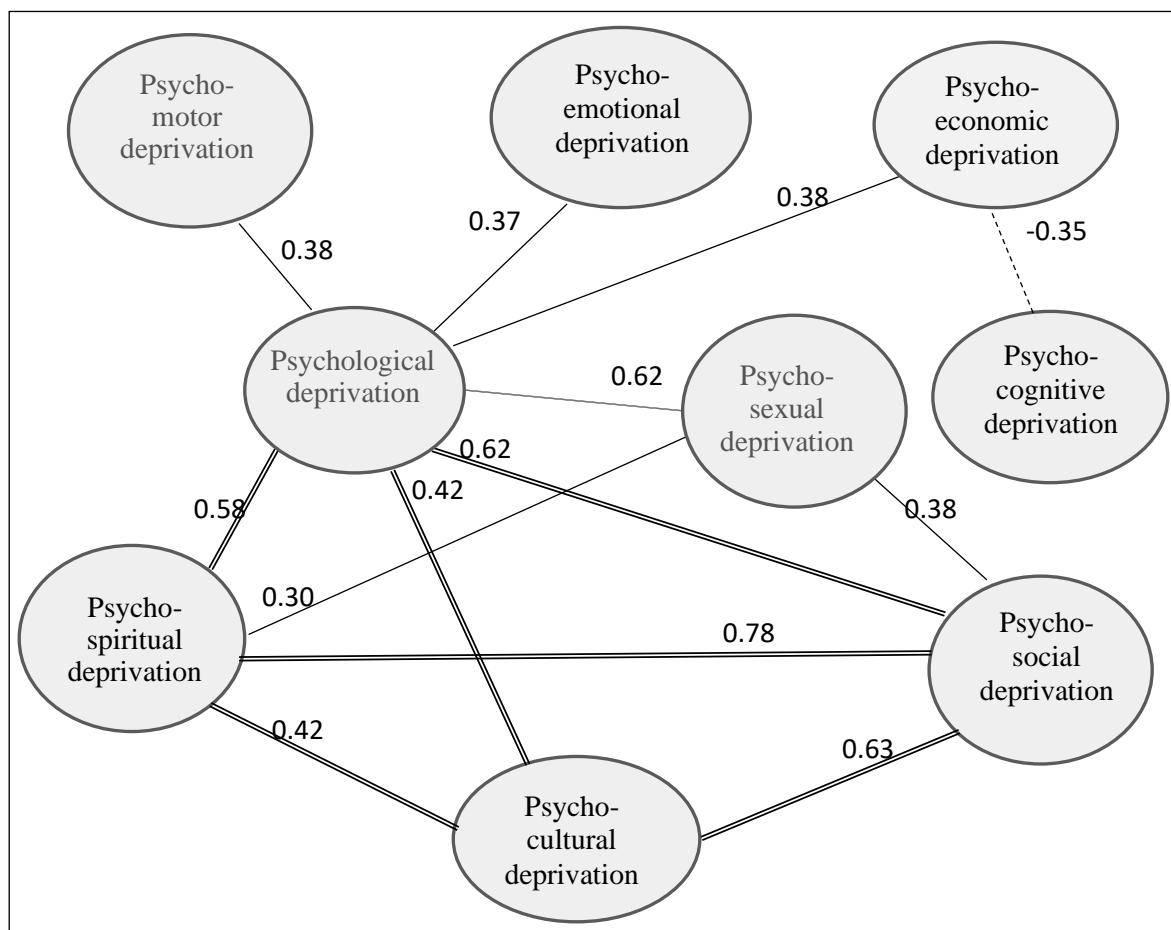 Psycho-
motor
deprivation
Psycho-
emotional
deprivation
Psycho-
economic
deprivation
0.38
0.37
0.38
-0.35
Psychological
deprivation
0.62
Psycho-
sexual
deprivation
Psycho-
cognitive
deprivation
0.62
0.42
0.58
0.38
Psycho-
spiritual
deprivation
0.30
0.78
Psycho-
social
deprivation
0.42
0.63
Psycho-
cultural
deprivation